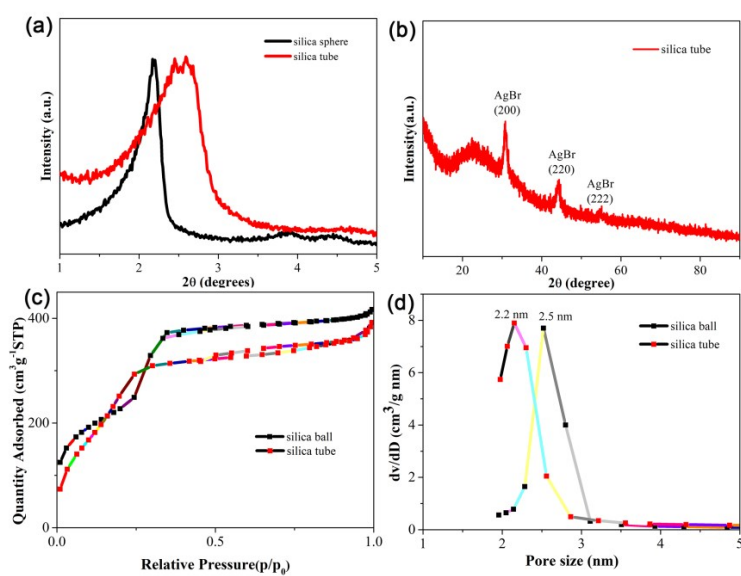 (a)
silica sphere
silica tube
Intensity (a.u.)
1 2 3 4 5
2θ (degrees)
(b)
silica tube
AgBr
(200)
AgBr
(220)
AgBr
(222)
Intensity(a.u.)
20 40 60 80
2θ (degrees)
(c)
400
200
0
silica ball
silica tube
Quantity Adsorbed (cm³g⁻¹STP)
0.0 0.5 1.0
Relative Pressure(p/p₀)
(d)
2.2 nm 2.5 nm
silica ball
silica tube
8
6
4
2
0
dv/dD (cm³/g nm)
1 2 3 4 5
Pore size (nm)